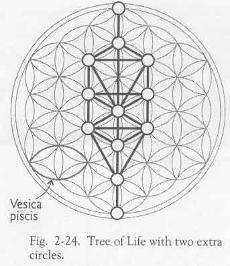 Vesica
piscis
Fig. 2-24. Tree of Life with two extra
circles.